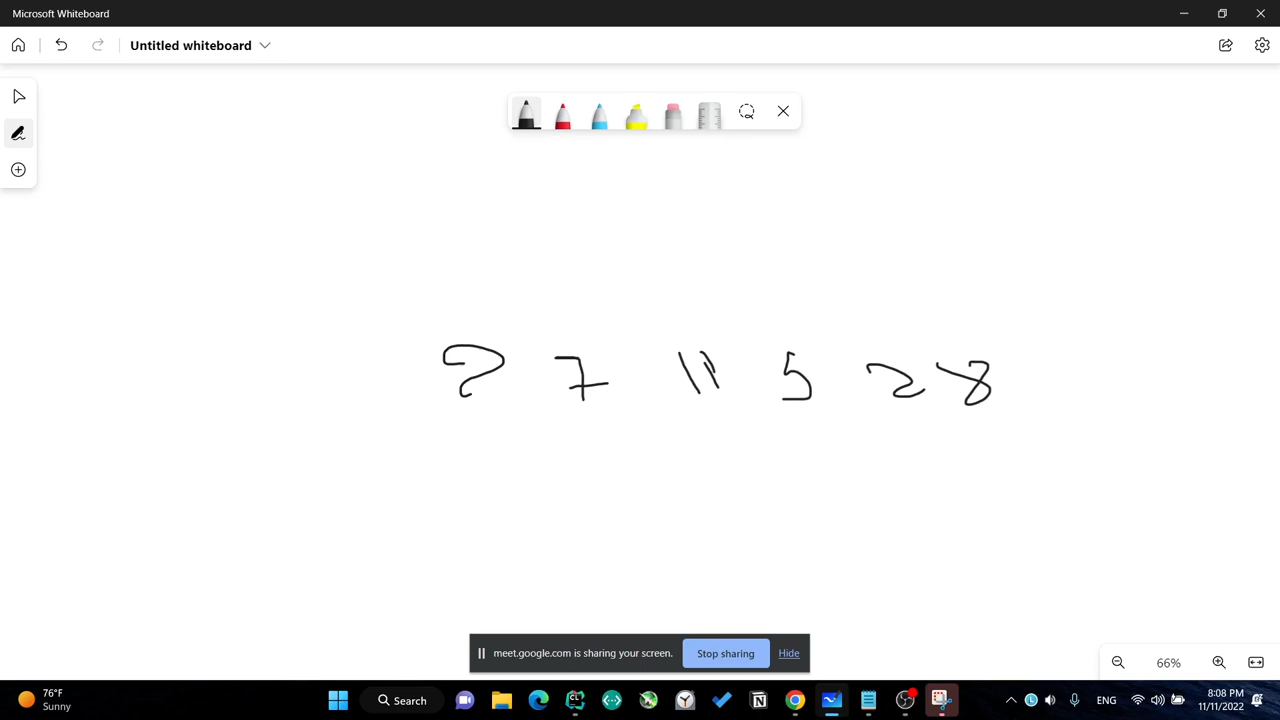 Microsoft Whiteboard
Untitled whiteboard
? 7 11 5 2 8
meet.google.com is sharing your screen. Stop sharing Hide
66%
76°F
Sunny
Search
ENG
8:08 PM
11/11/2022